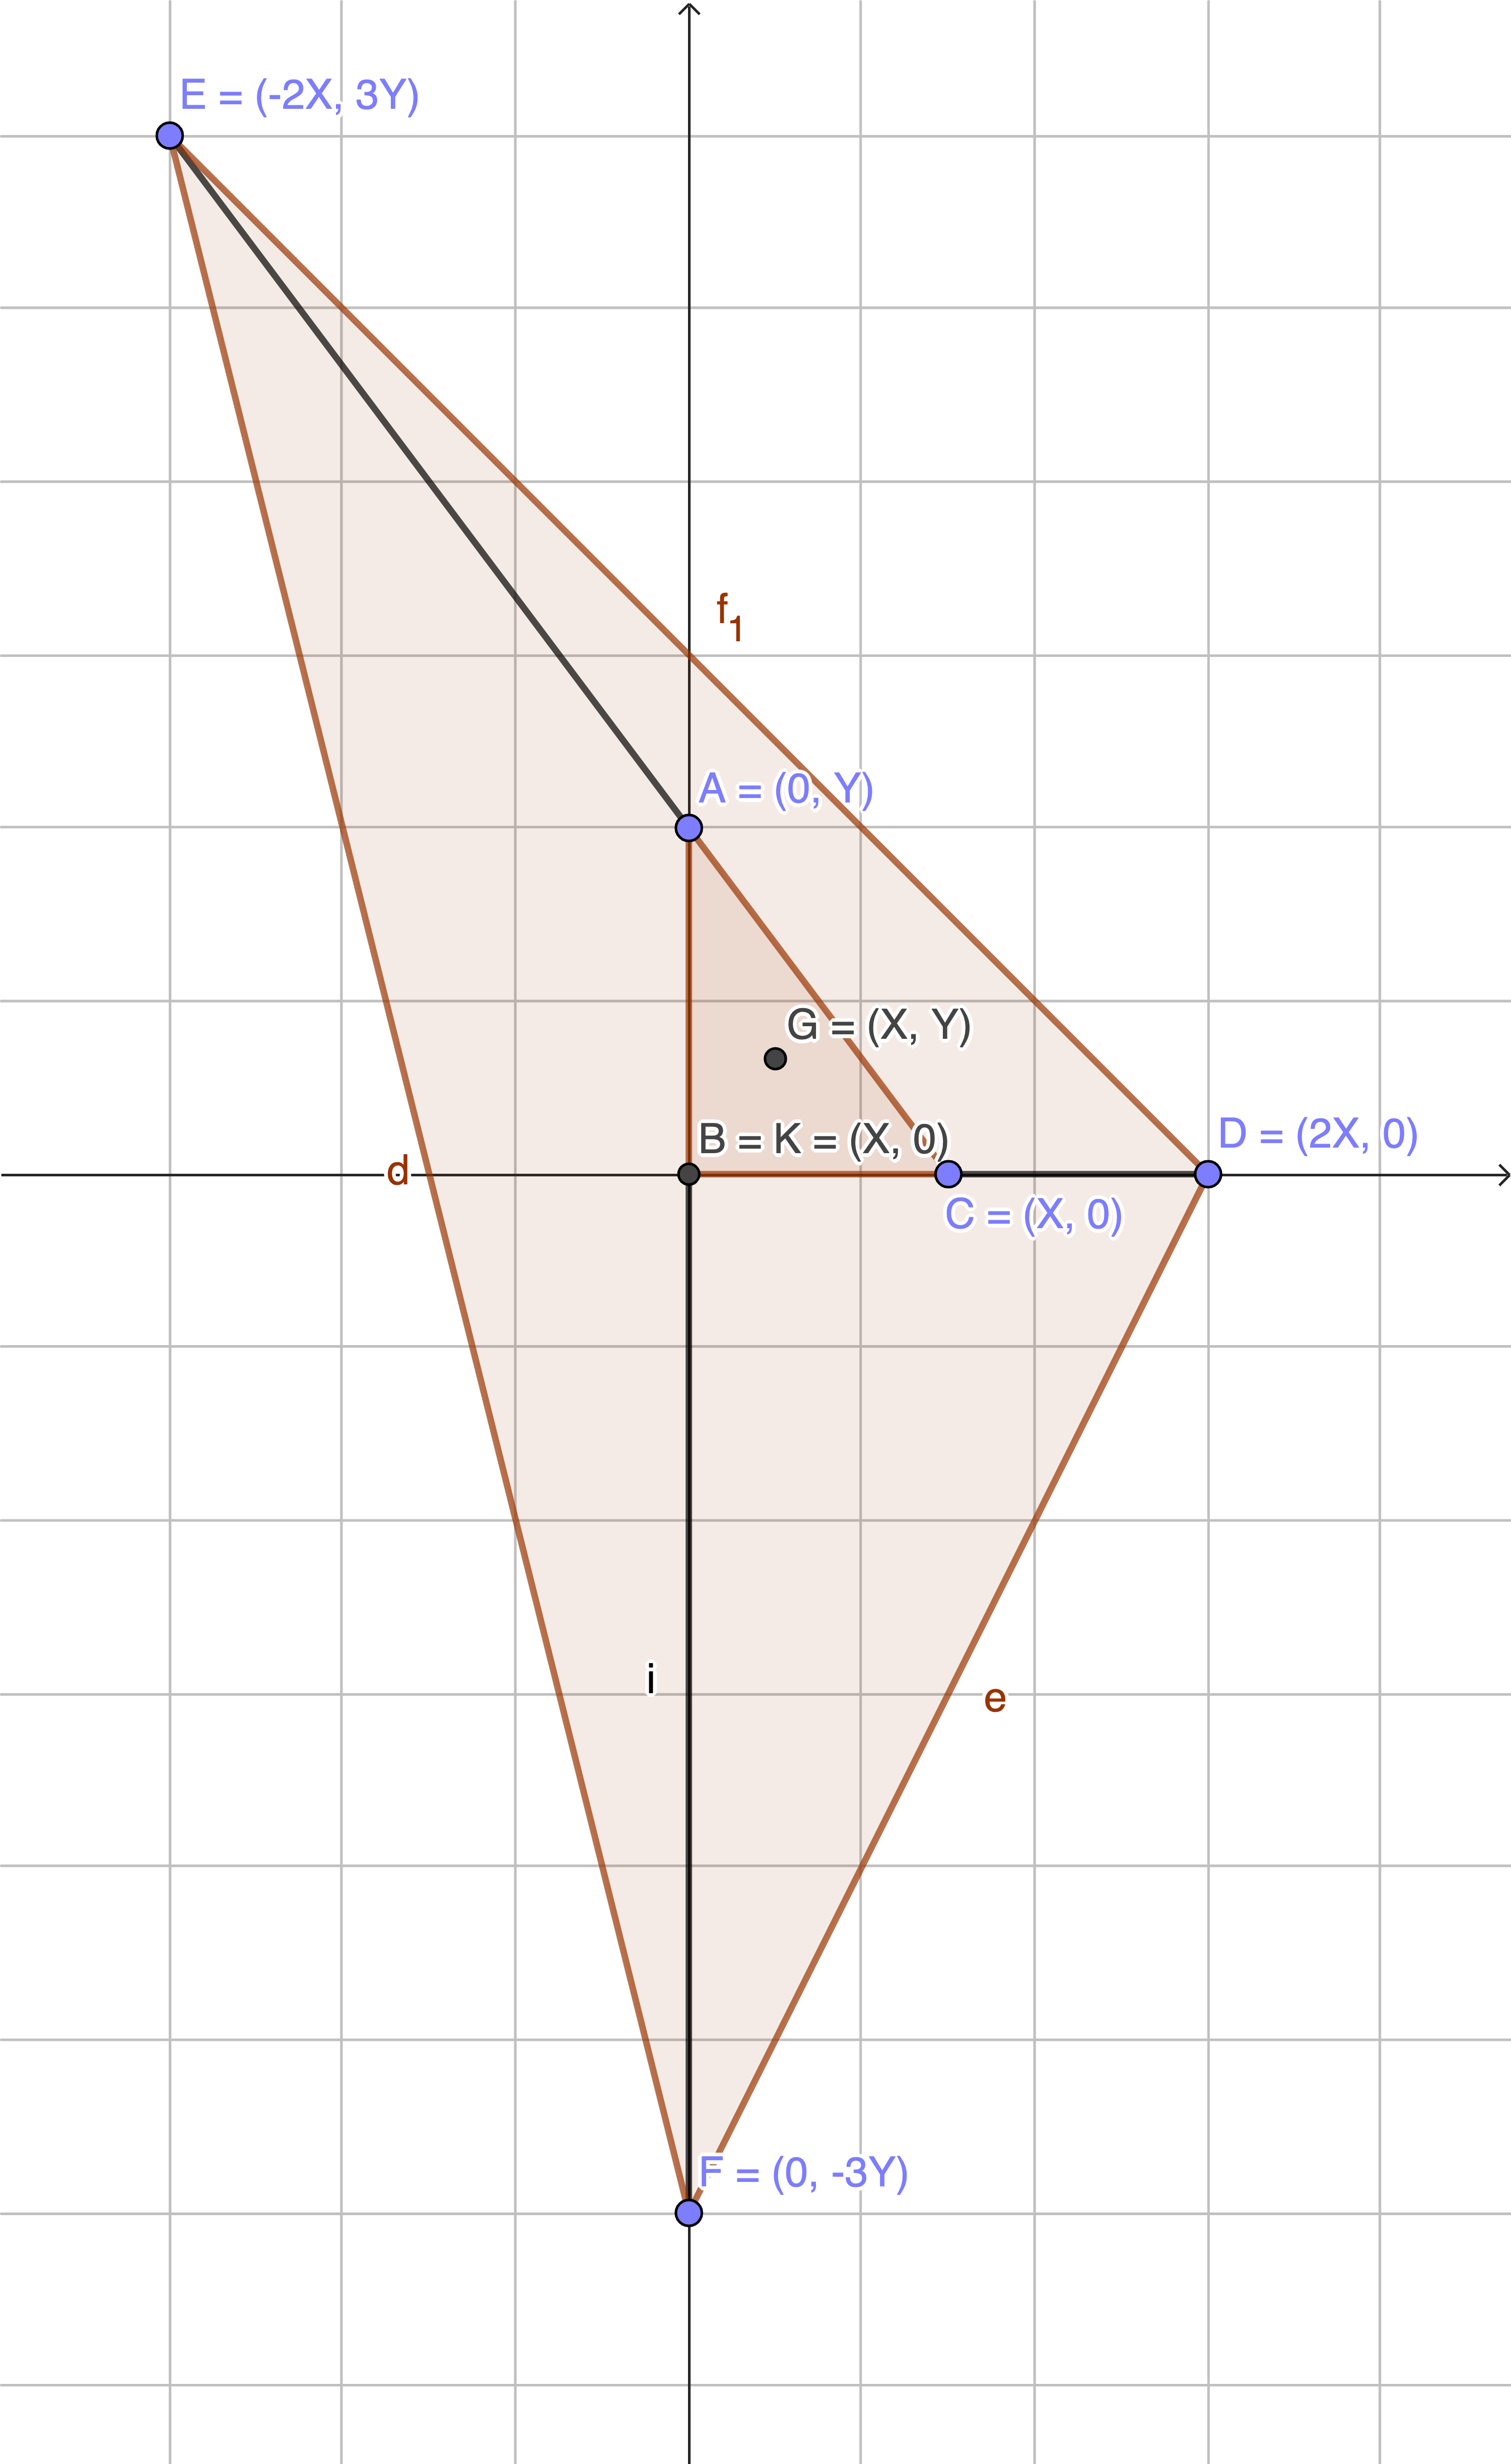 E = (-2X, 3Y)
f₁
A = (0, Y)
G = (X, Y)
B = K = (X, 0)
D = (2X, 0)
d
C = (X, 0)
i
e
F = (0, -3Y)